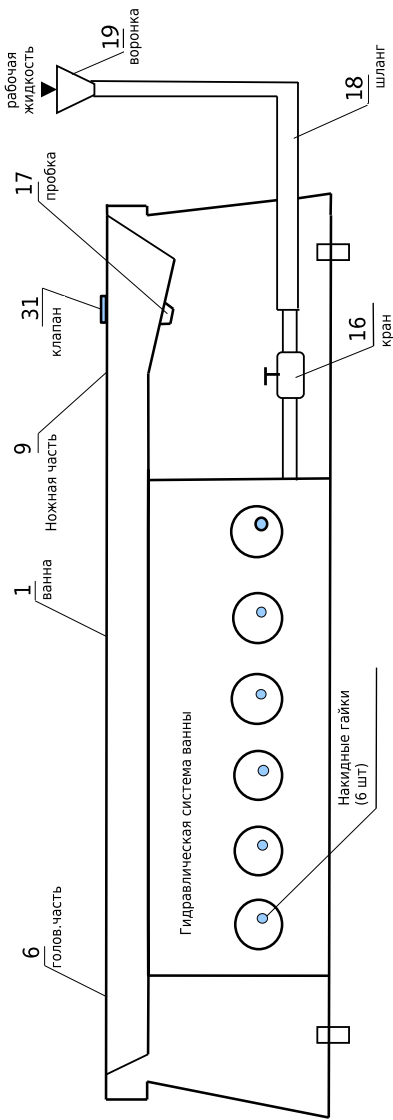 рабочая
жидкость
19
воронка
18
шланг
17
пробка
31
клапан
16
кран
9
Ножная часть
1
ванна
Гидравлическая система ванны
Накидные гайки
(6 шт)
6
голов.часть